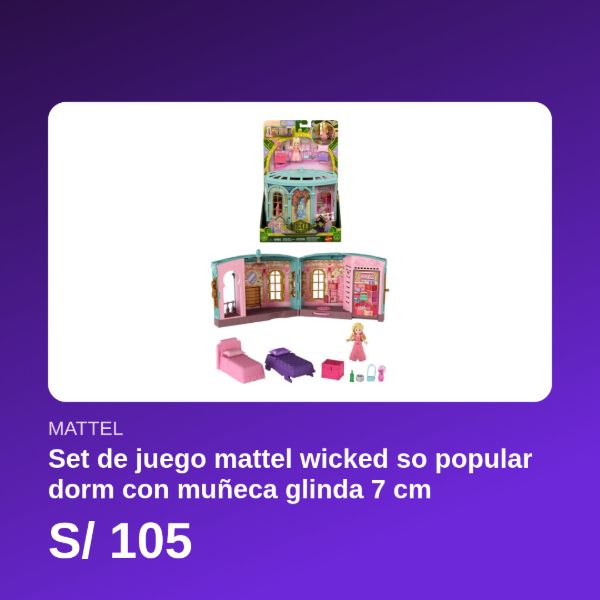 MATTEL
Set de juego mattel wicked so popular
dorm con muñeca glinda 7 cm
S/ 105